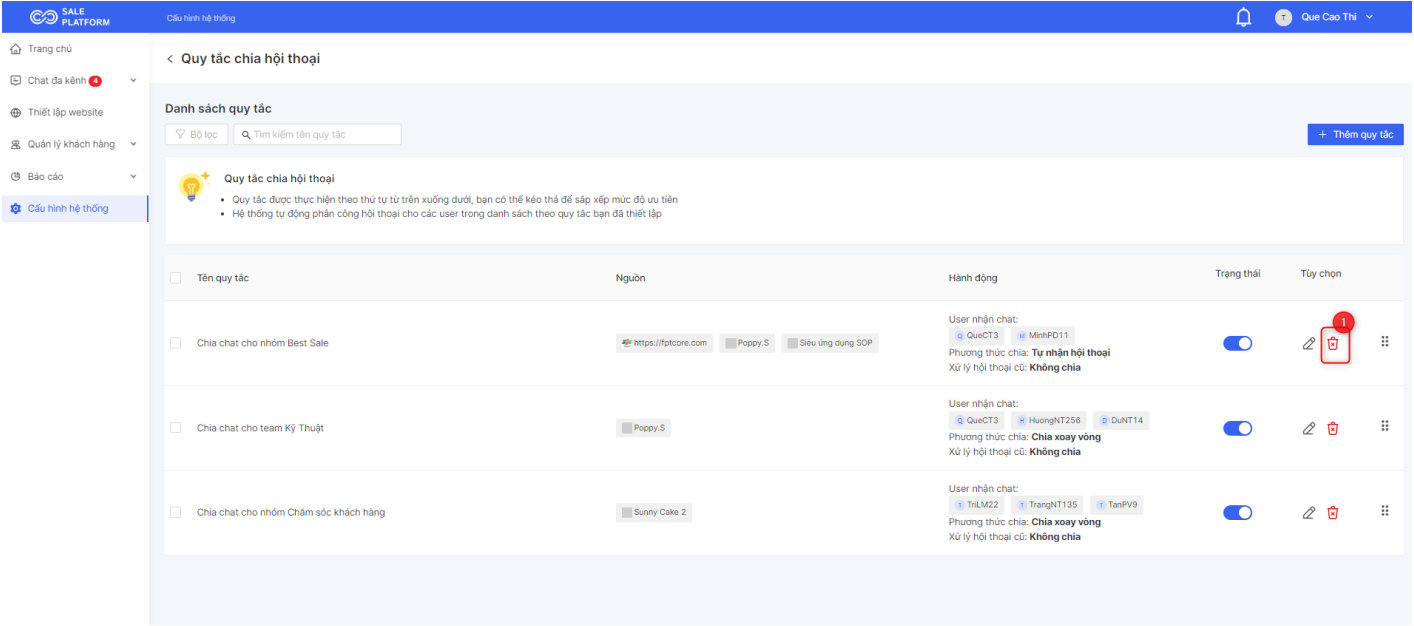 SALE PLATFORM
Cấu hình hệ thống
T Que Cao Thi
Trang chủ
Chat đa kênh 4
Thiết lập website
Quản lý khách hàng
Báo cáo
Cấu hình hệ thống
Quy tắc chia hội thoại
Danh sách quy tắc
Bộ lọc
Tìm kiếm tên quy tắc
+ Thêm quy tắc
Quy tắc chia hội thoại
• Quy tắc được thực hiện theo thứ tự từ trên xuống dưới, bạn có thể kéo thả để sắp xếp mức độ ưu tiên
• Hệ thống tự động phân công hội thoại cho các user trong danh sách theo quy tắc bạn đã thiết lập
Tên quy tắc Nguồn Hành động Trạng thái Tùy chọn
Chia chat cho nhóm Best Sale
https://fptcore.com Poppy.S Siêu ứng dụng SOP
User nhận chat:
Q QueCT3 M MinhPD11
Phương thức chia: Tự nhận hội thoại
Xử lý hội thoại cũ: Không chia
1
Chia chat cho team Kỹ Thuật
Poppy.S
User nhận chat:
Q QueCT3 H HuongNT256 D DuNT14
Phương thức chia: Chia xoay vòng
Xử lý hội thoại cũ: Không chia
Chia chat cho nhóm Chăm sóc khách hàng
Sunny Cake 2
User nhận chat:
T TriLM22 T TrangNT135 T TanPV9
Phương thức chia: Chia xoay vòng
Xử lý hội thoại cũ: Không chia